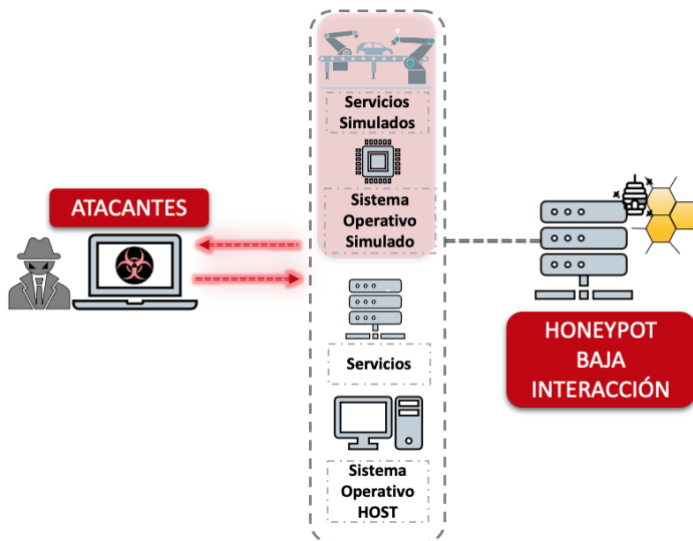 Servicios
Simulados
ATACANTES
Sistema
Operativo
Simulado
Servicios
HONEYPOT
BAJA
INTERACCIÓN
Sistema
Operativo
HOST